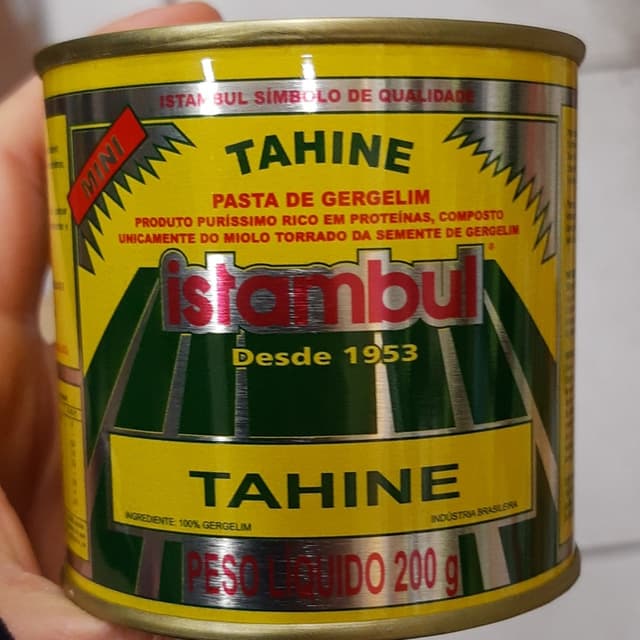 ISTAMBUL SÍMBOLO DE QUALIDADE
MINI
TAHINE
PASTA DE GERGELIM
PRODUTO PURÍSSIMO RICO EM PROTEÍNAS, COMPOSTO
UNICAMENTE DO MIOLO TORRADO DA SEMENTE DE GERGELIM
istambul®
Desde 1953
TAHINE
INGREDIENTE: 100% GERGELIM
INDÚSTRIA BRASILEIRA
PESO LÍQUIDO 200 g